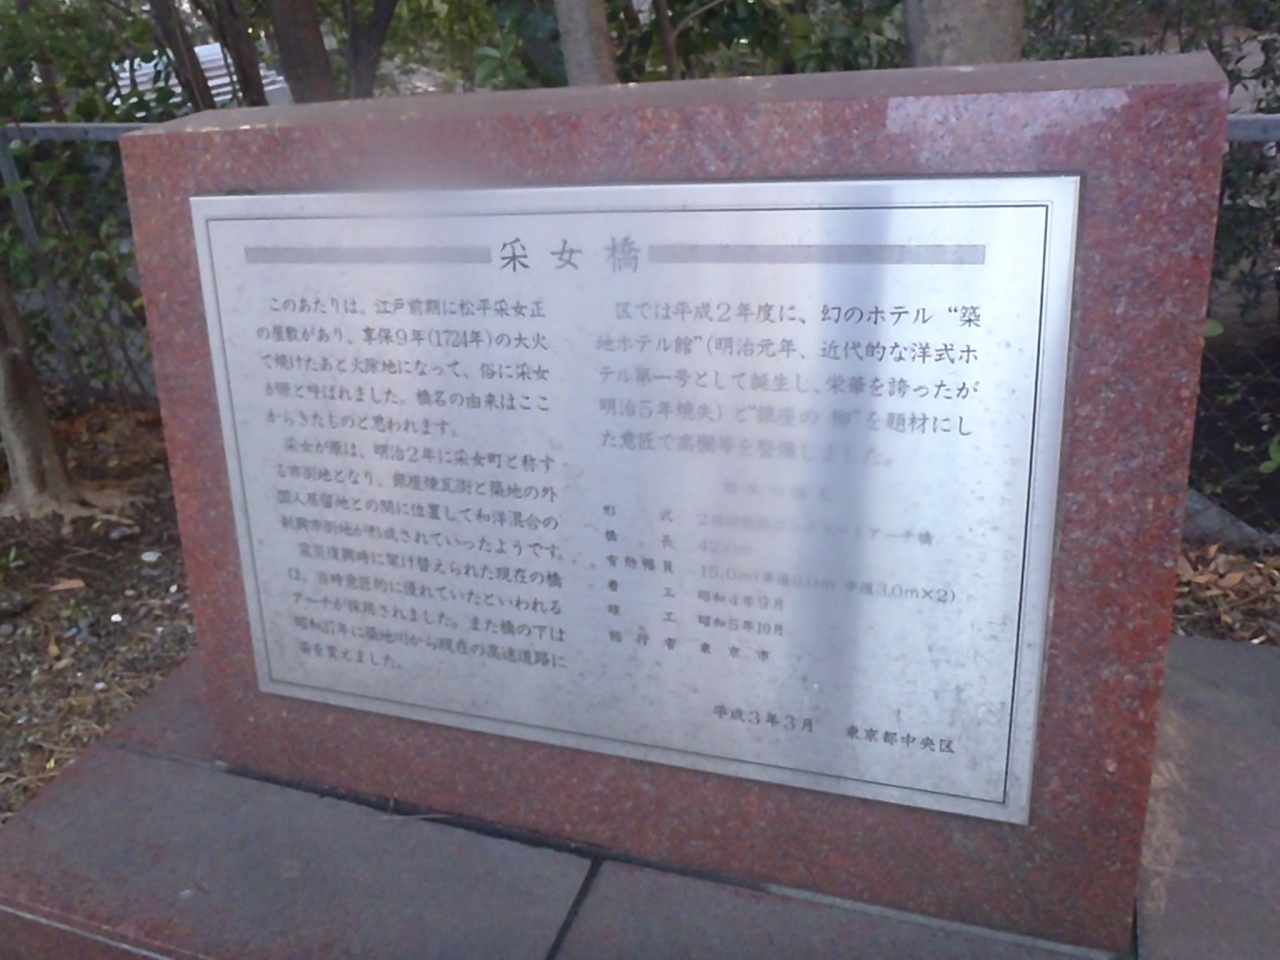 采女橋
このあたりは、江戸前期に松平采女正
の屋敷があり、享保9年(1724年)の大火
で焼けたあと火除地になって、俗に采女
が原と呼ばれました。橋名の由来はここ
からきたものと思われます。
采女が原は、明治2年に采女町と称す
る市街地となり、銀座煉瓦街と築地の外
国人居留地との間に位置して和洋混合の
新興市街地が形成されていったようです。
震災復興時に架け替えられた現在の橋
は、当時意匠的に優れていたといわれる
アーチが採用されました。また橋の下は
昭和37年に築地川から現在の高速道路に
姿を変えました。
区では平成2年度に、幻のホテル“築
地ホテル館”(明治元年、近代的な洋式ホ
テル第一号として誕生し、栄華を誇ったが
明治5年焼失)と“銀座の柳”を題材にし
た意匠で高欄等を整備しました。
形式 アーチ橋
橋長 42.0m
有効幅員 15.0m(車道9.0m 歩道3.0m×2)
着工 昭和4年9月
竣工 昭和5年10月
施行者 東京市
平成3年3月 東京都中央区